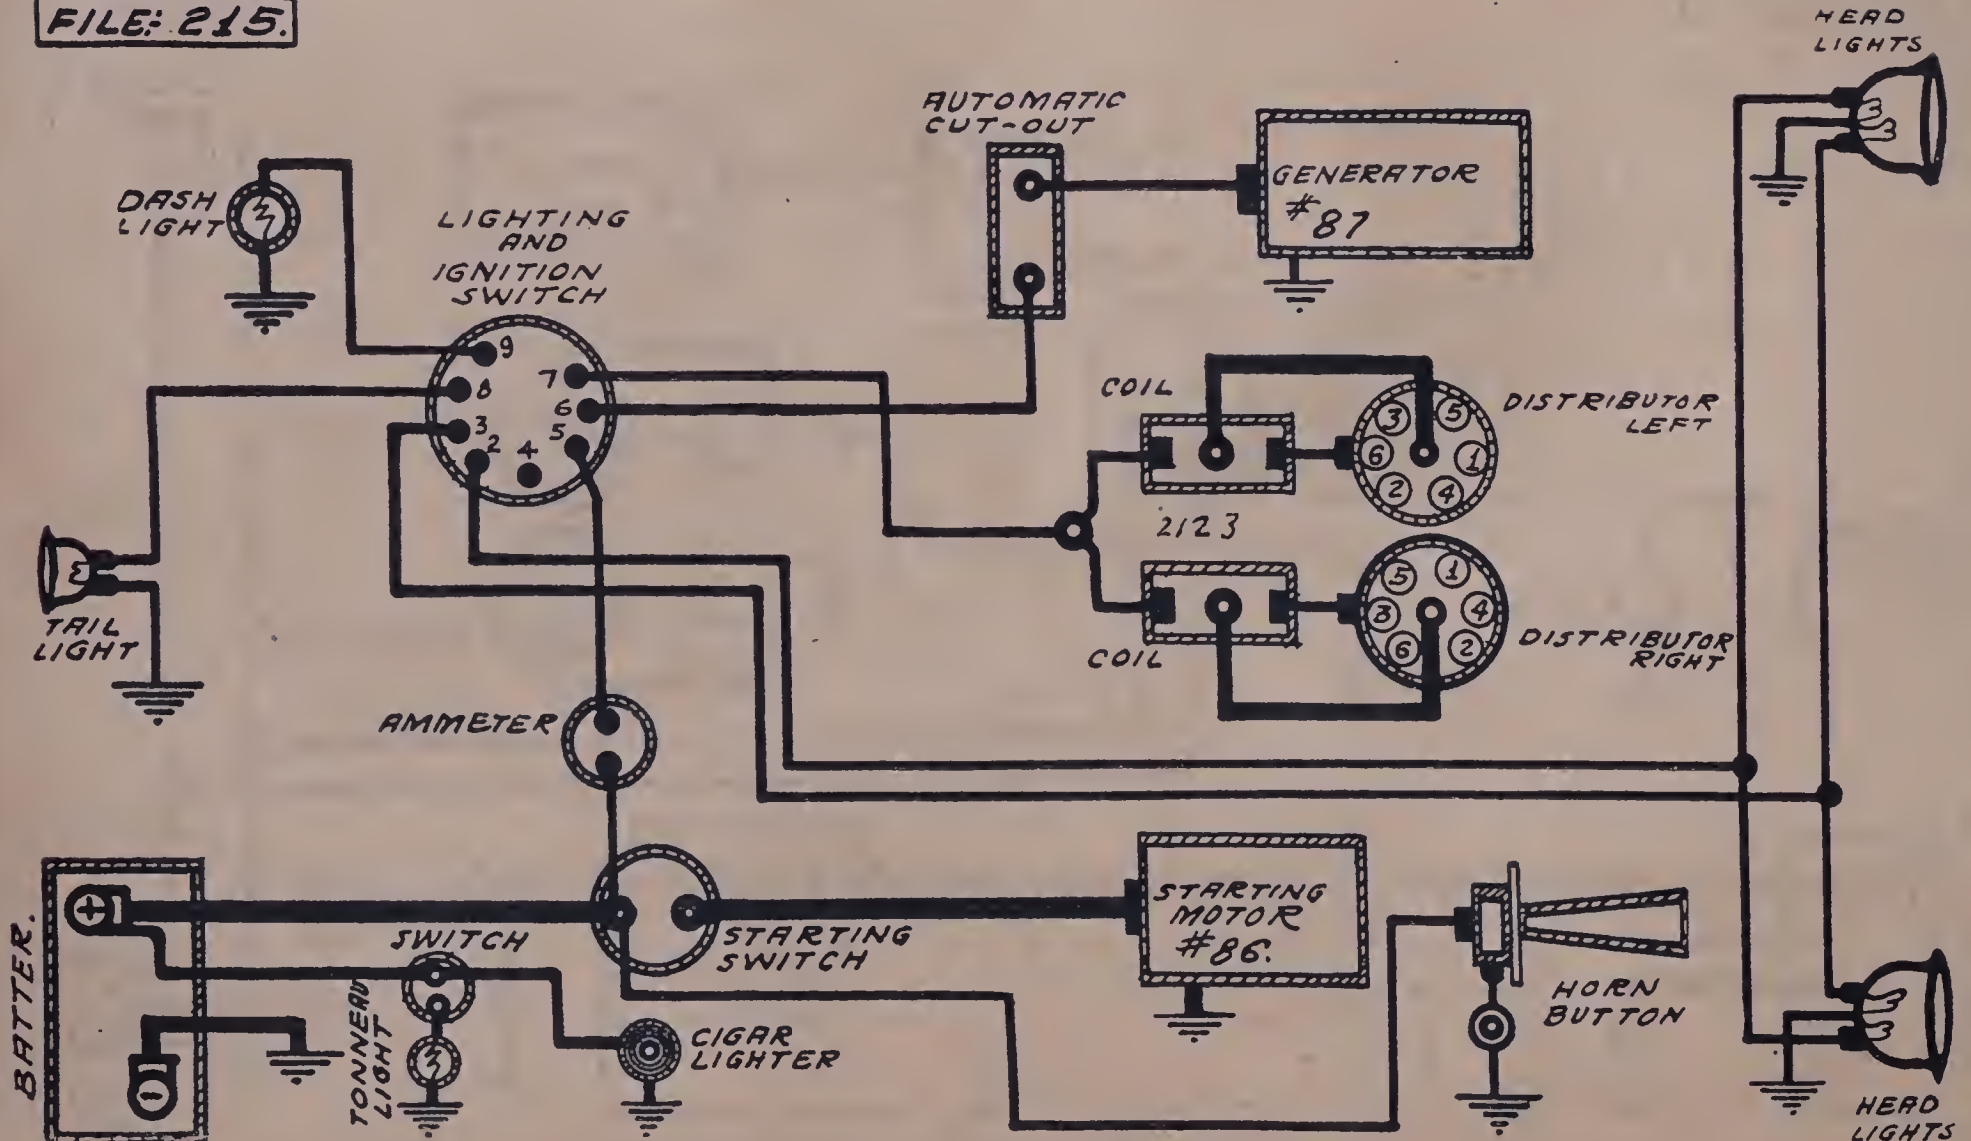 FILE: 215.
HEAD
LIGHTS
AUTOMATIC
CUT-OUT
GENERATOR
#87
DASH
LIGHT
LIGHTING
AND
IGNITION
SWITCH
9
8
7
6
3
5
2
4
COIL
DISTRIBUTOR
LEFT
3
5
6
1
2
4
2123
COIL
DISTRIBUTOR
RIGHT
5
1
3
4
6
2
TAIL
LIGHT
AMMETER
BATTER.
+
-
SWITCH
STARTING
SWITCH
STARTING
MOTOR
#86.
TONNEAU
LIGHT
CIGAR
LIGHTER
HORN
BUTTON
HEAD
LIGHTS